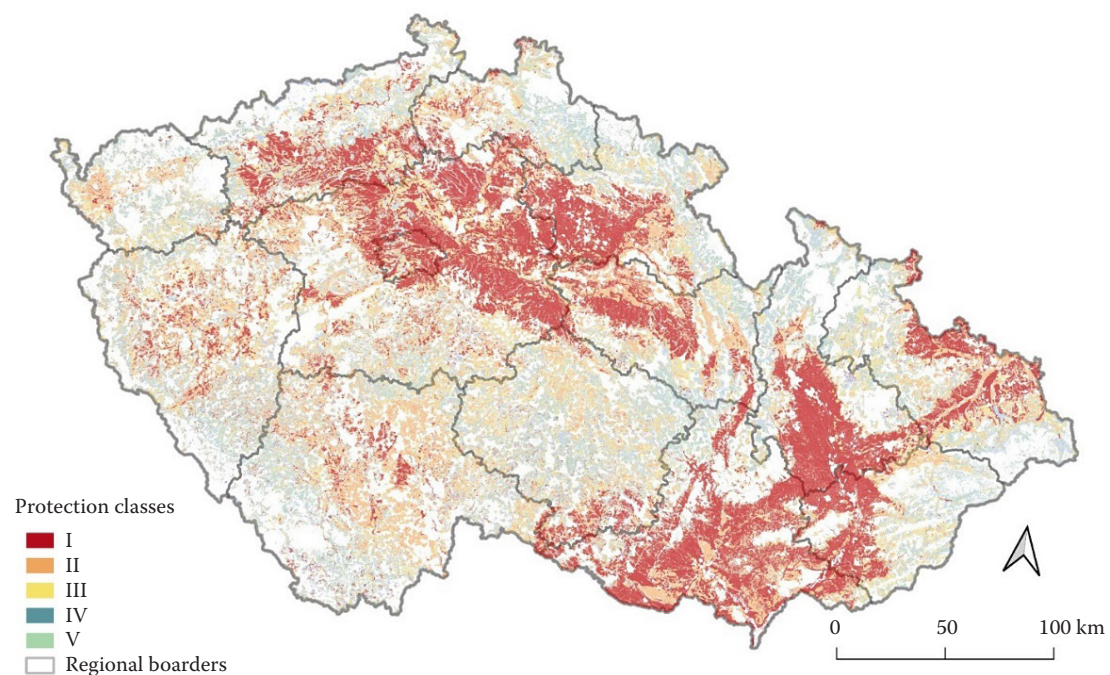 Protection classes
I
II
III
IV
V
Regional boarders
0 50 100 km